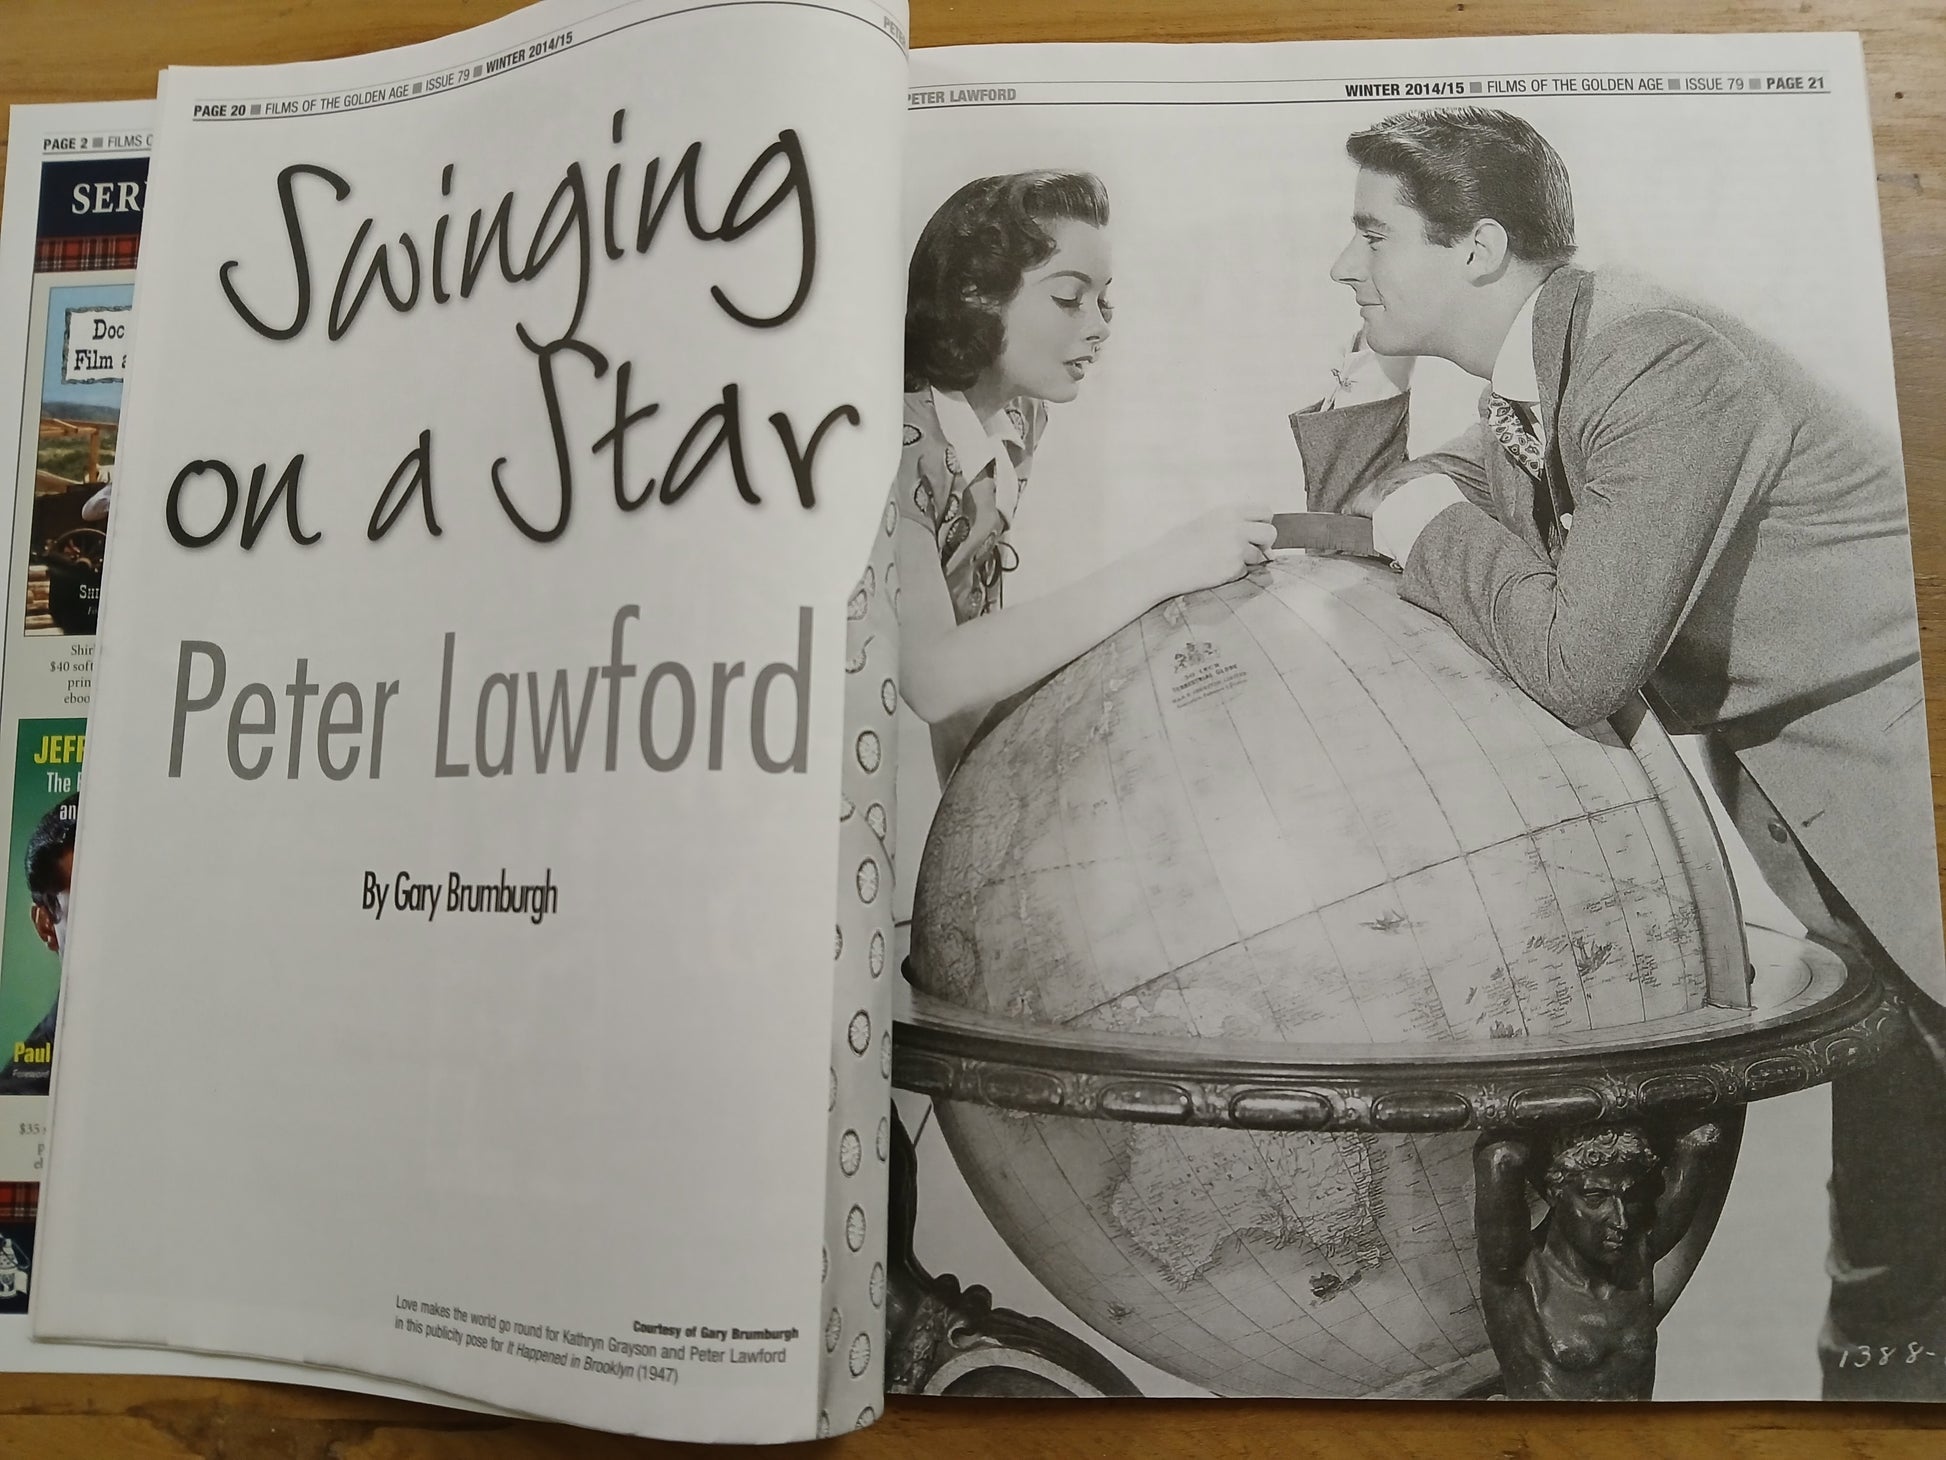 PAGE 2 ■ FILMS
SER
Doc
Film
$40 soft
JEFF
The
an
Paul
Foreword
$35
PAGE 20 ■ FILMS OF THE GOLDEN AGE ■ ISSUE 79 ■ WINTER 2014/15
Swinging
on a Star
Peter Lawford
By Gary Brumburgh
Courtesy of Gary Brumburgh
Love makes the world go round for Kathryn Grayson and Peter Lawford
in this publicity pose for It Happened in Brooklyn (1947)
PETER LAWFORD
WINTER 2014/15 ■ FILMS OF THE GOLDEN AGE ■ ISSUE 79 ■ PAGE 21
TERRESTRIAL GLOBE
1388-